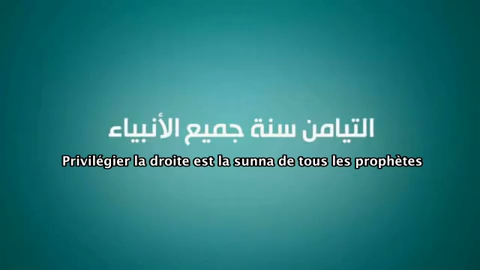 التيامن سنة جميع الأنبياء
Privilégier la droite est la sunna de tous les prophètes